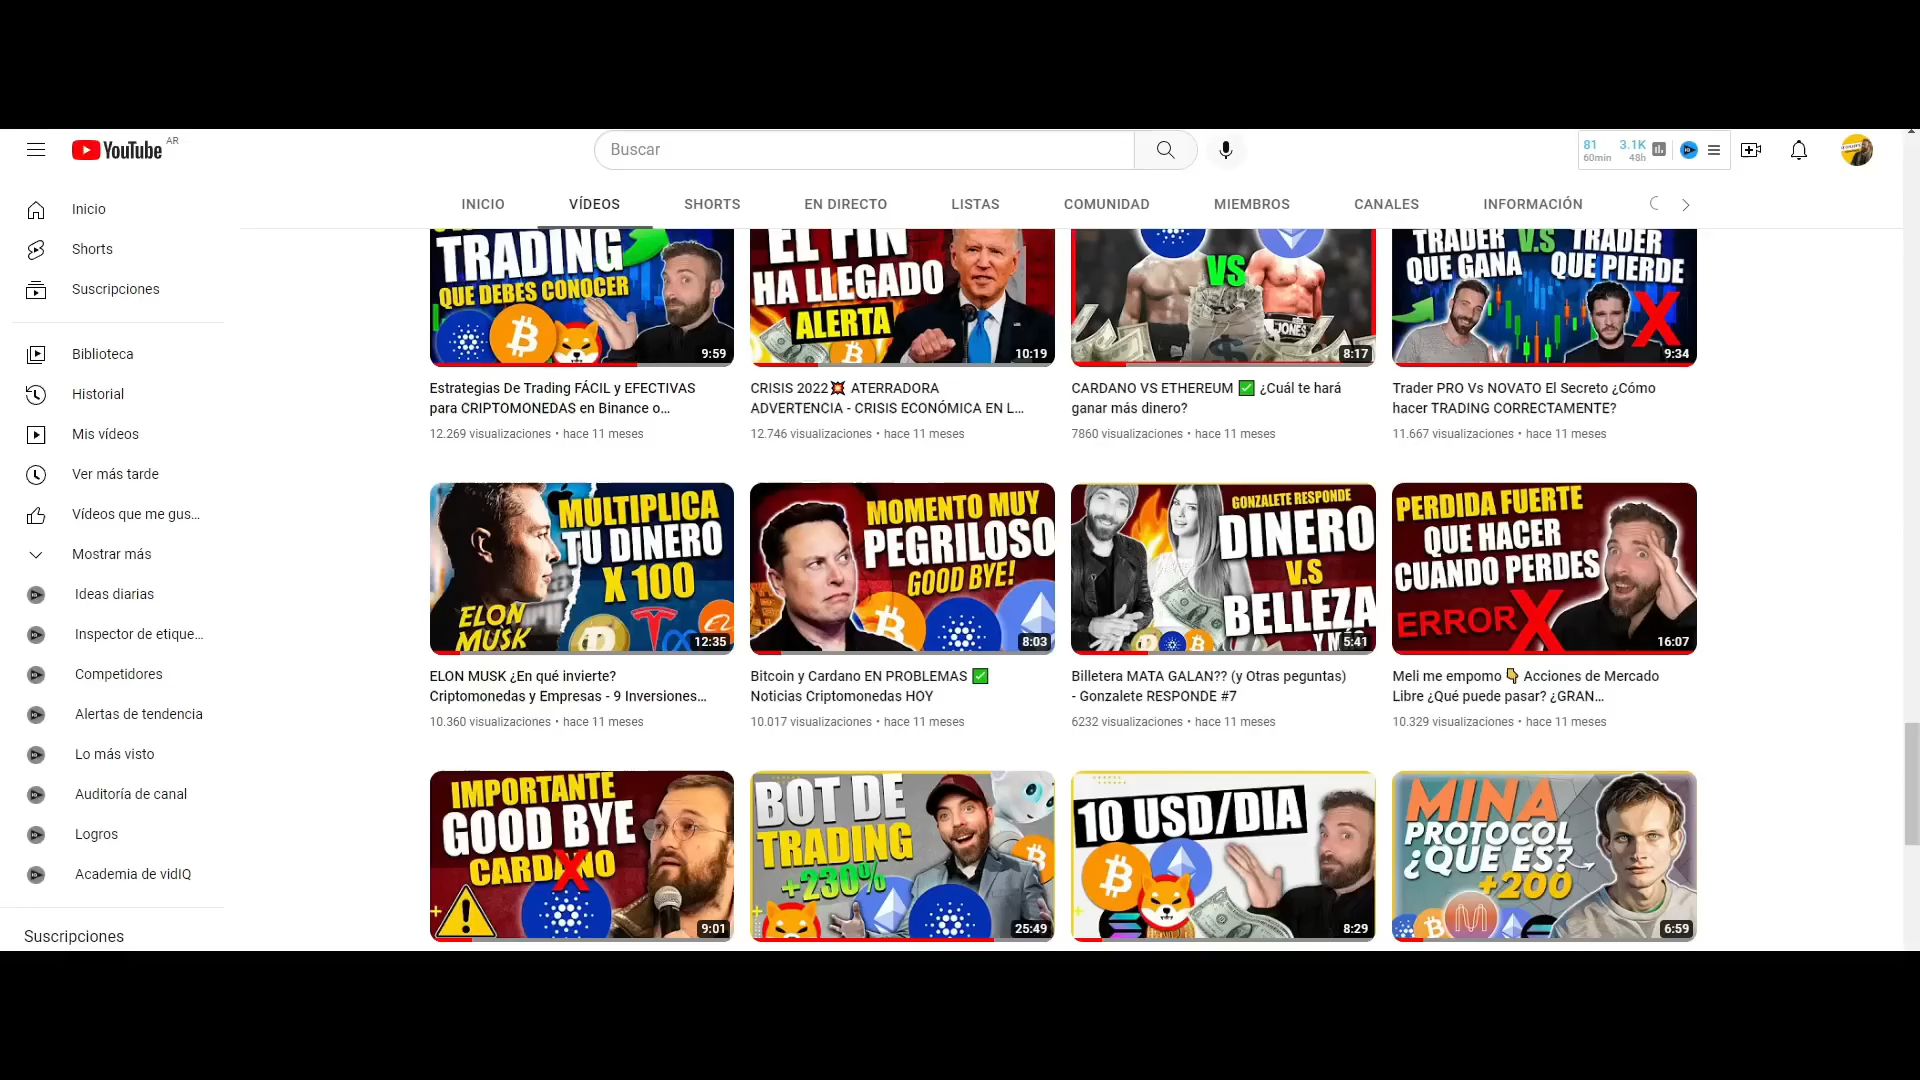 YouTube AR
Buscar
81 3.1K
60min 48h
INICIO VÍDEOS SHORTS EN DIRECTO LISTAS COMUNIDAD MIEMBROS CANALES INFORMACIÓN
Inicio
Shorts
Suscripciones
Biblioteca
Historial
Mis vídeos
Ver más tarde
Vídeos que me gus...
Mostrar más
Ideas diarias
Inspector de etique...
Competidores
Alertas de tendencia
Lo más visto
Auditoría de canal
Logros
Academia de vidIQ
Suscripciones
TRADING
QUE DEBES CONOCER
9:59
Estrategias De Trading FÁCIL y EFECTIVAS
para CRIPTOMONEDAS en Binance o...
12.269 visualizaciones • hace 11 meses
EL FIN
HA LLEGADO
ALERTA
10:19
CRISIS 2022💥 ATERRADORA
ADVERTENCIA - CRISIS ECONÓMICA EN L...
12.746 visualizaciones • hace 11 meses
VS
JONES
8:17
CARDANO VS ETHEREUM ✅ ¿Cuál te hará
ganar más dinero?
7860 visualizaciones • hace 11 meses
TRADER V.S TRADER
QUE GANA QUE PIERDE
9:34
Trader PRO Vs NOVATO El Secreto ¿Cómo
hacer TRADING CORRECTAMENTE?
11.667 visualizaciones • hace 11 meses
MULTIPLICA
TU DINERO
X 100
ELON
MUSK
12:35
ELON MUSK ¿En qué invierte?
Criptomonedas y Empresas - 9 Inversiones...
10.360 visualizaciones • hace 11 meses
MOMENTO MUY
PEGRILOSO
GOOD BYE!
8:03
Bitcoin y Cardano EN PROBLEMAS ✅
Noticias Criptomonedas HOY
10.017 visualizaciones • hace 11 meses
GONZALETE RESPONDE
DINERO
V.S
BELLEZA
Y MÁS
5:41
Billetera MATA GALAN?? (y Otras peguntas)
- Gonzalete RESPONDE #7
6232 visualizaciones • hace 11 meses
PERDIDA FUERTE
QUE HACER
CUANDO PERDES
ERROR X
16:07
Meli me empomo 👇 Acciones de Mercado
Libre ¿Qué puede pasar? ¿GRAN...
10.329 visualizaciones • hace 11 meses
IMPORTANTE
GOOD BYE
CARDANO
9:01
BOT DE
TRADING
+230%
25:49
10 USD/DIA
8:29
MINA
PROTOCOL
¿QUE ES?
+200
6:59